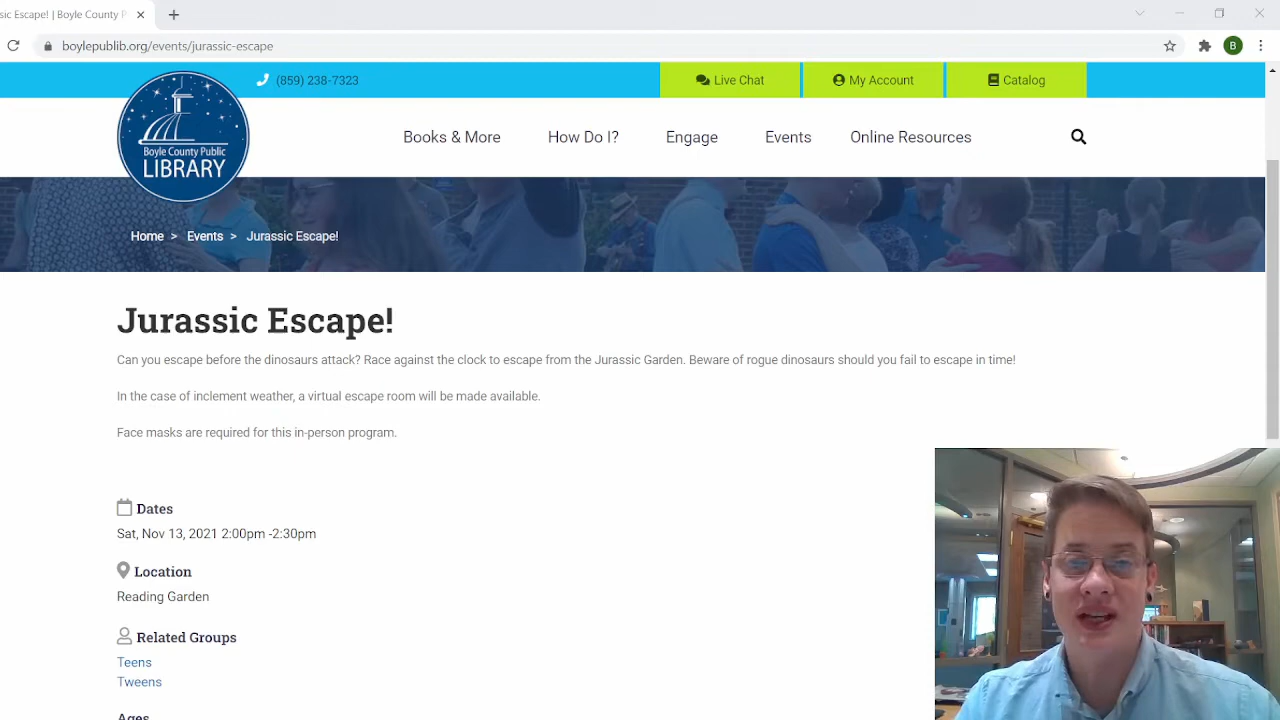 sic Escape! | Boyle County P
boylepublib.org/events/jurassic-escape
B
(859) 238-7323
Live Chat
My Account
Catalog
Boyle County Public
LIBRARY
Books & More
How Do I?
Engage
Events
Online Resources
Home > Events > Jurassic Escape!
Jurassic Escape!
Can you escape before the dinosaurs attack? Race against the clock to escape from the Jurassic Garden. Beware of rogue dinosaurs should you fail to escape in time!
In the case of inclement weather, a virtual escape room will be made available.
Face masks are required for this in-person program.
Dates
Sat, Nov 13, 2021 2:00pm -2:30pm
Location
Reading Garden
Related Groups
Teens
Tweens
Ages